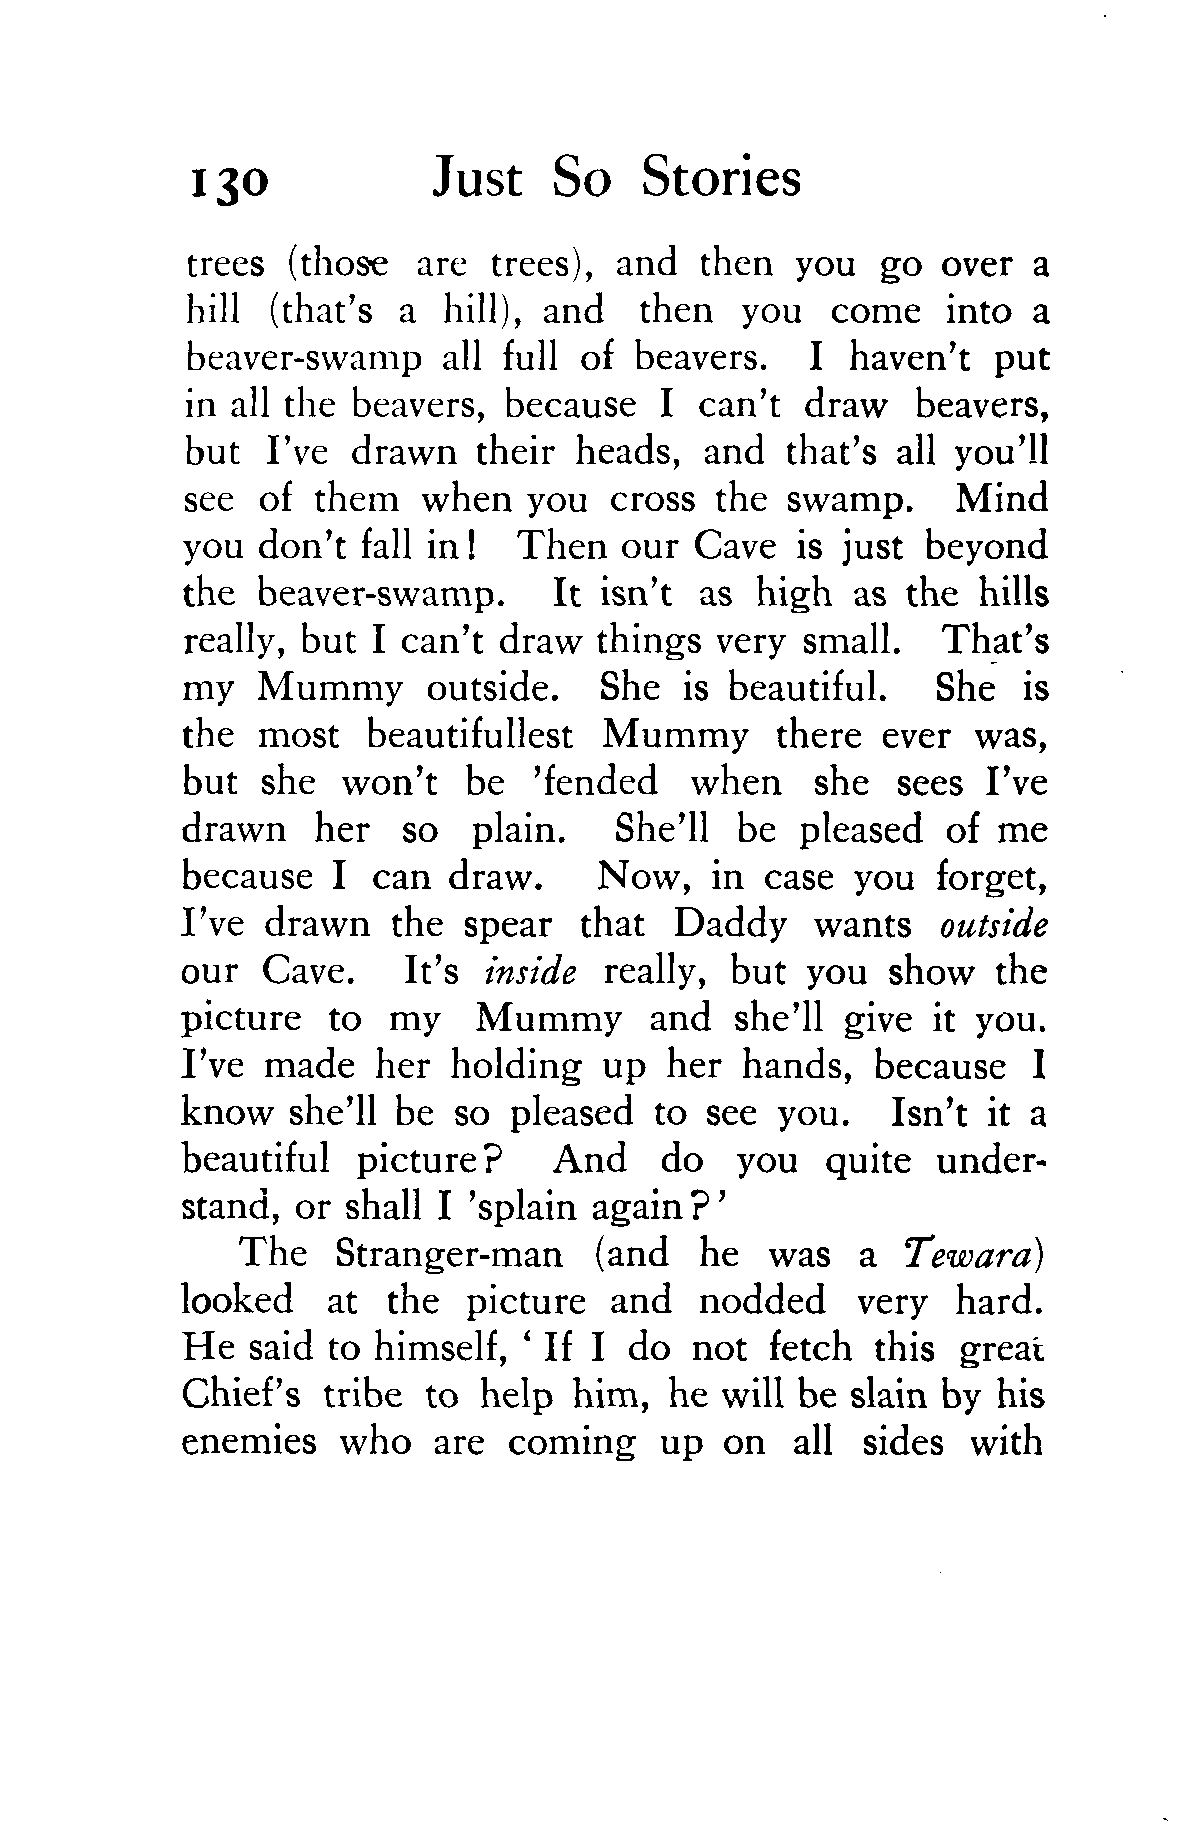 130 Just So Stories
trees (those are trees), and then you go over a
hill (that's a hill), and then you come into a
beaver-swamp all full of beavers. I haven't put
in all the beavers, because I can't draw beavers,
but I've drawn their heads, and that's all you'll
see of them when you cross the swamp. Mind
you don't fall in! Then our Cave is just beyond
the beaver-swamp. It isn't as high as the hills
really, but I can't draw things very small. That's
my Mummy outside. She is beautiful. She is
the most beautifullest Mummy there ever was,
but she won't be 'fended when she sees I've
drawn her so plain. She'll be pleased of me
because I can draw. Now, in case you forget,
I've drawn the spear that Daddy wants outside
our Cave. It's inside really, but you show the
picture to my Mummy and she'll give it you.
I've made her holding up her hands, because I
know she'll be so pleased to see you. Isn't it a
beautiful picture? And do you quite under-
stand, or shall I 'splain again?'
The Stranger-man (and he was a Tewara)
looked at the picture and nodded very hard.
He said to himself, ‘If I do not fetch this great
Chief's tribe to help him, he will be slain by his
enemies who are coming up on all sides with